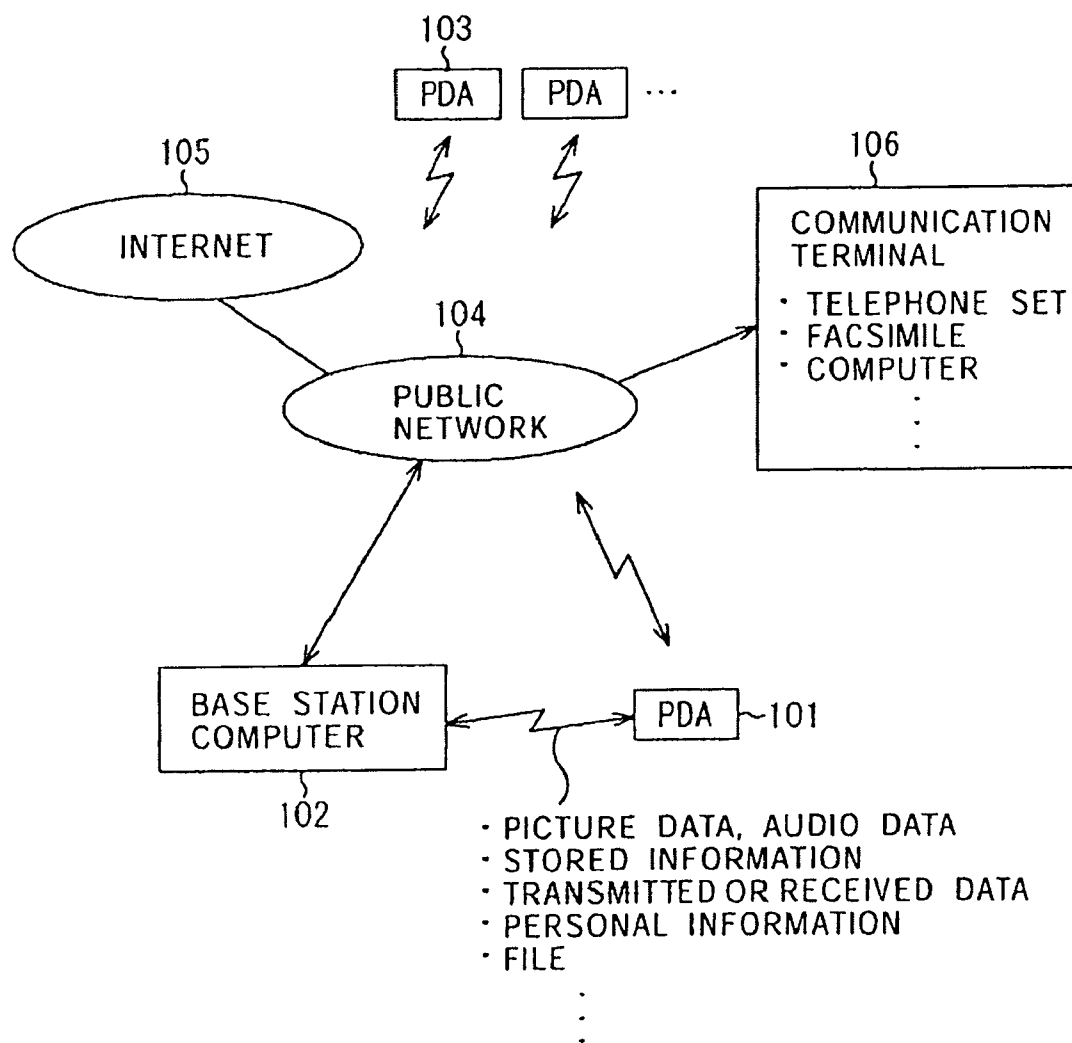 103
PDA PDA ...
105
INTERNET
106
COMMUNICATION
TERMINAL
· TELEPHONE SET
· FACSIMILE
· COMPUTER
104
PUBLIC
NETWORK
BASE STATION
COMPUTER
102
PDA 101
· PICTURE DATA, AUDIO DATA
· STORED INFORMATION
· TRANSMITTED OR RECEIVED DATA
· PERSONAL INFORMATION
· FILE